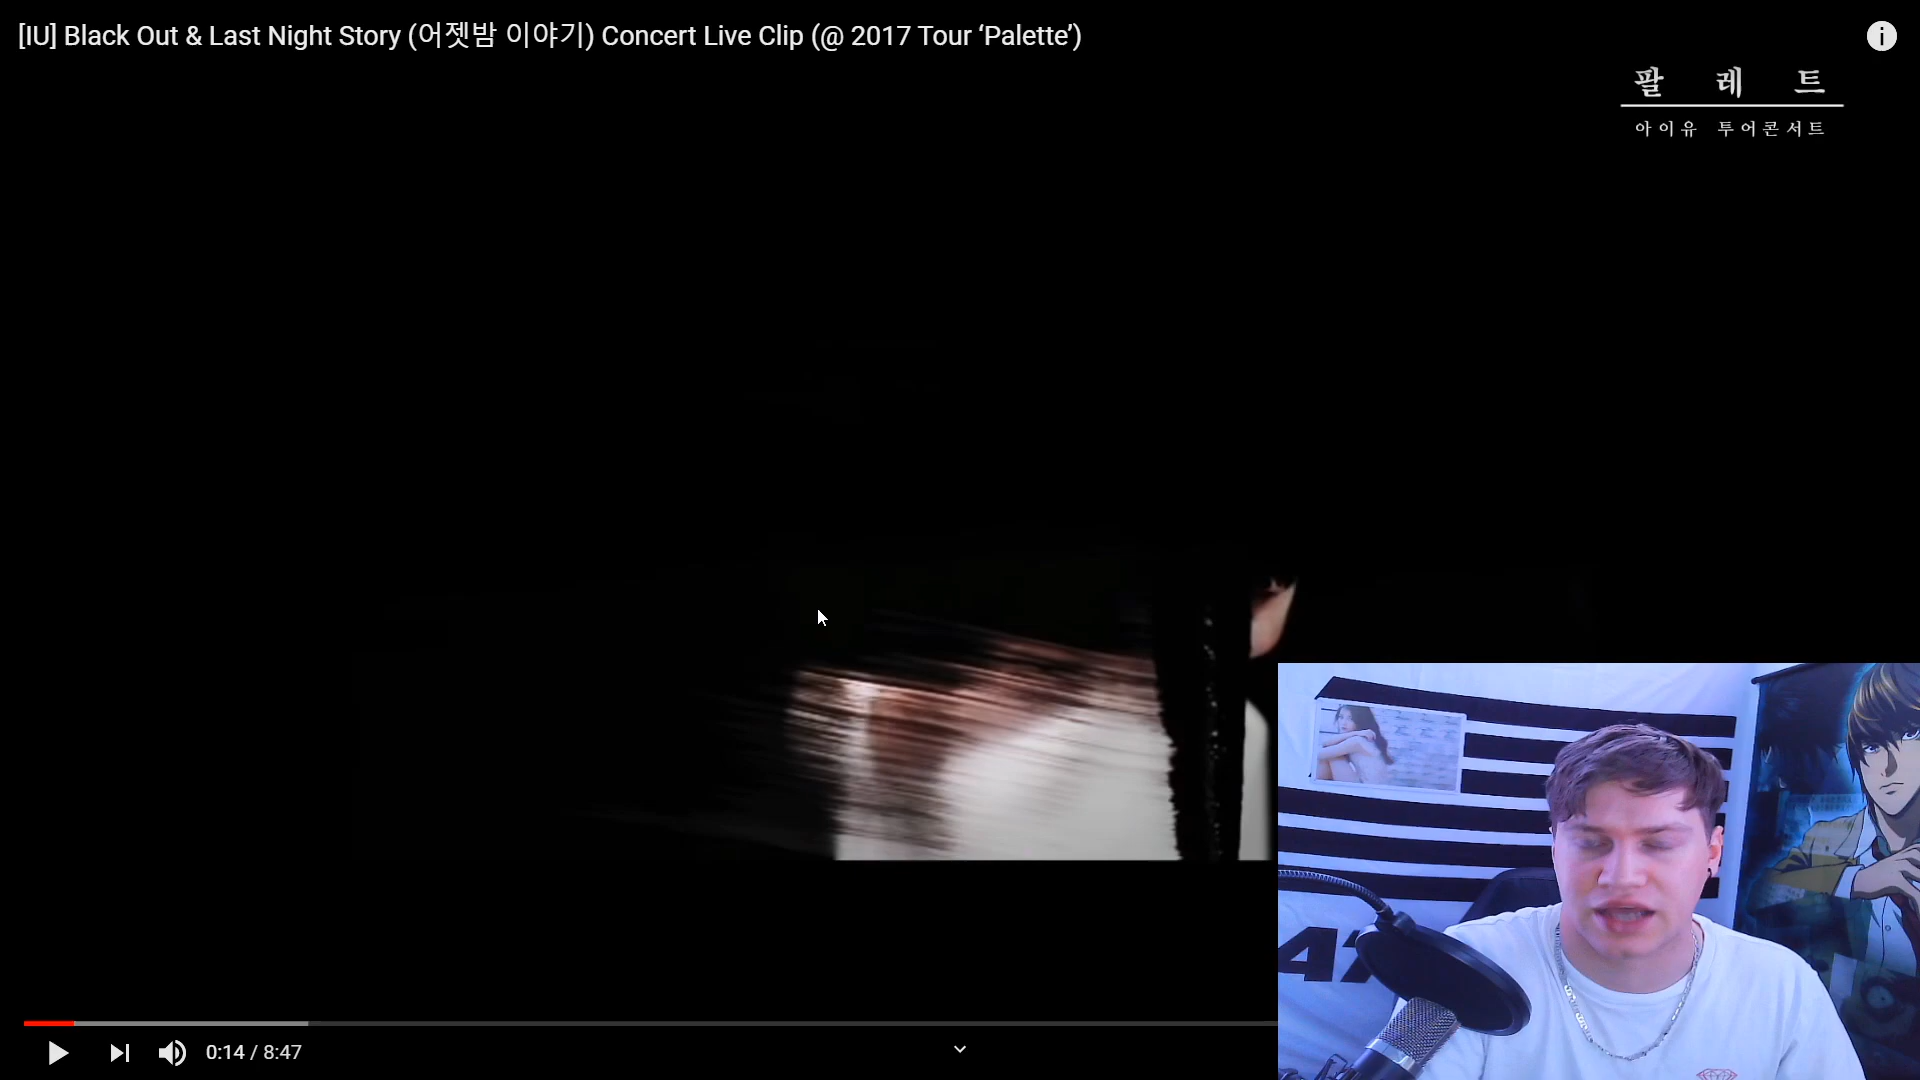 [IU] Black Out & Last Night Story (어젯밤 이야기) Concert Live Clip (@ 2017 Tour ‘Palette’)
팔 레 트
아이유 투어콘서트
0:14 / 8:47